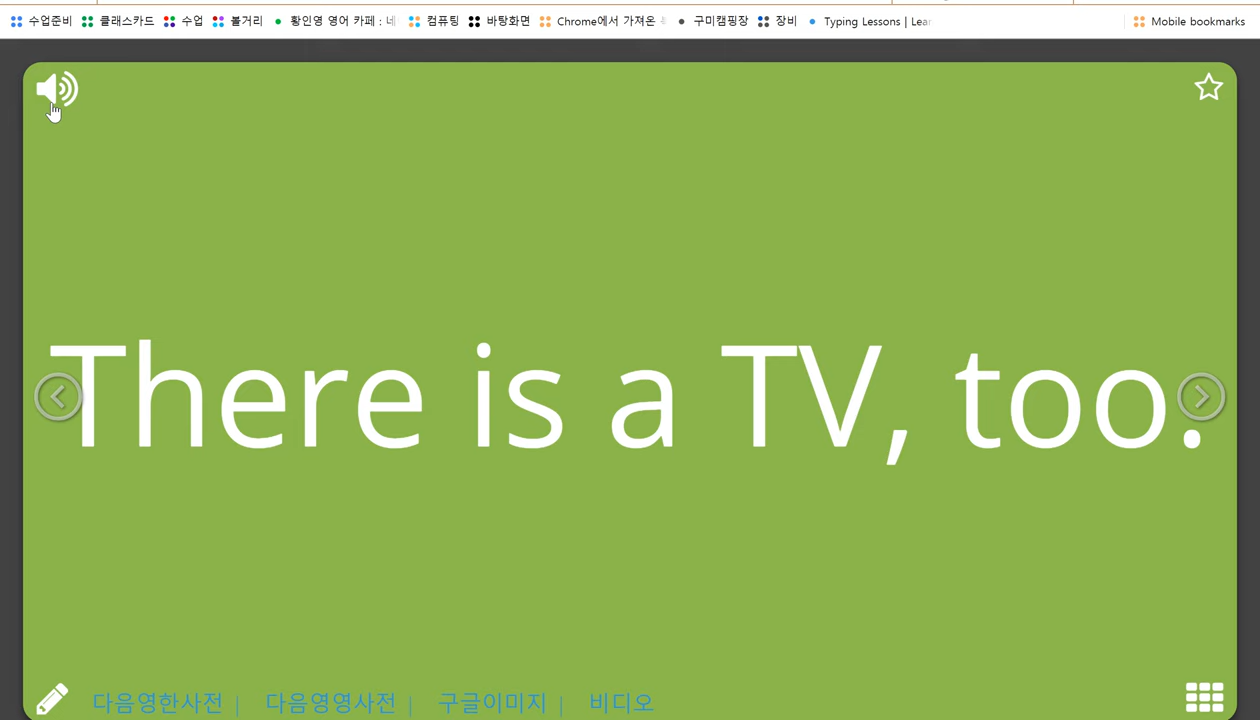 수업준비 클래스카드 수업 볼거리 황인영 영어 카페 : 네 컴퓨팅 바탕화면 Chrome에서 가져온 구미캠핑장 장비 Typing Lessons | Lear Mobile bookmarks
There is a TV, too.
다음영한사전 | 다음영영사전 | 구글이미지 | 비디오